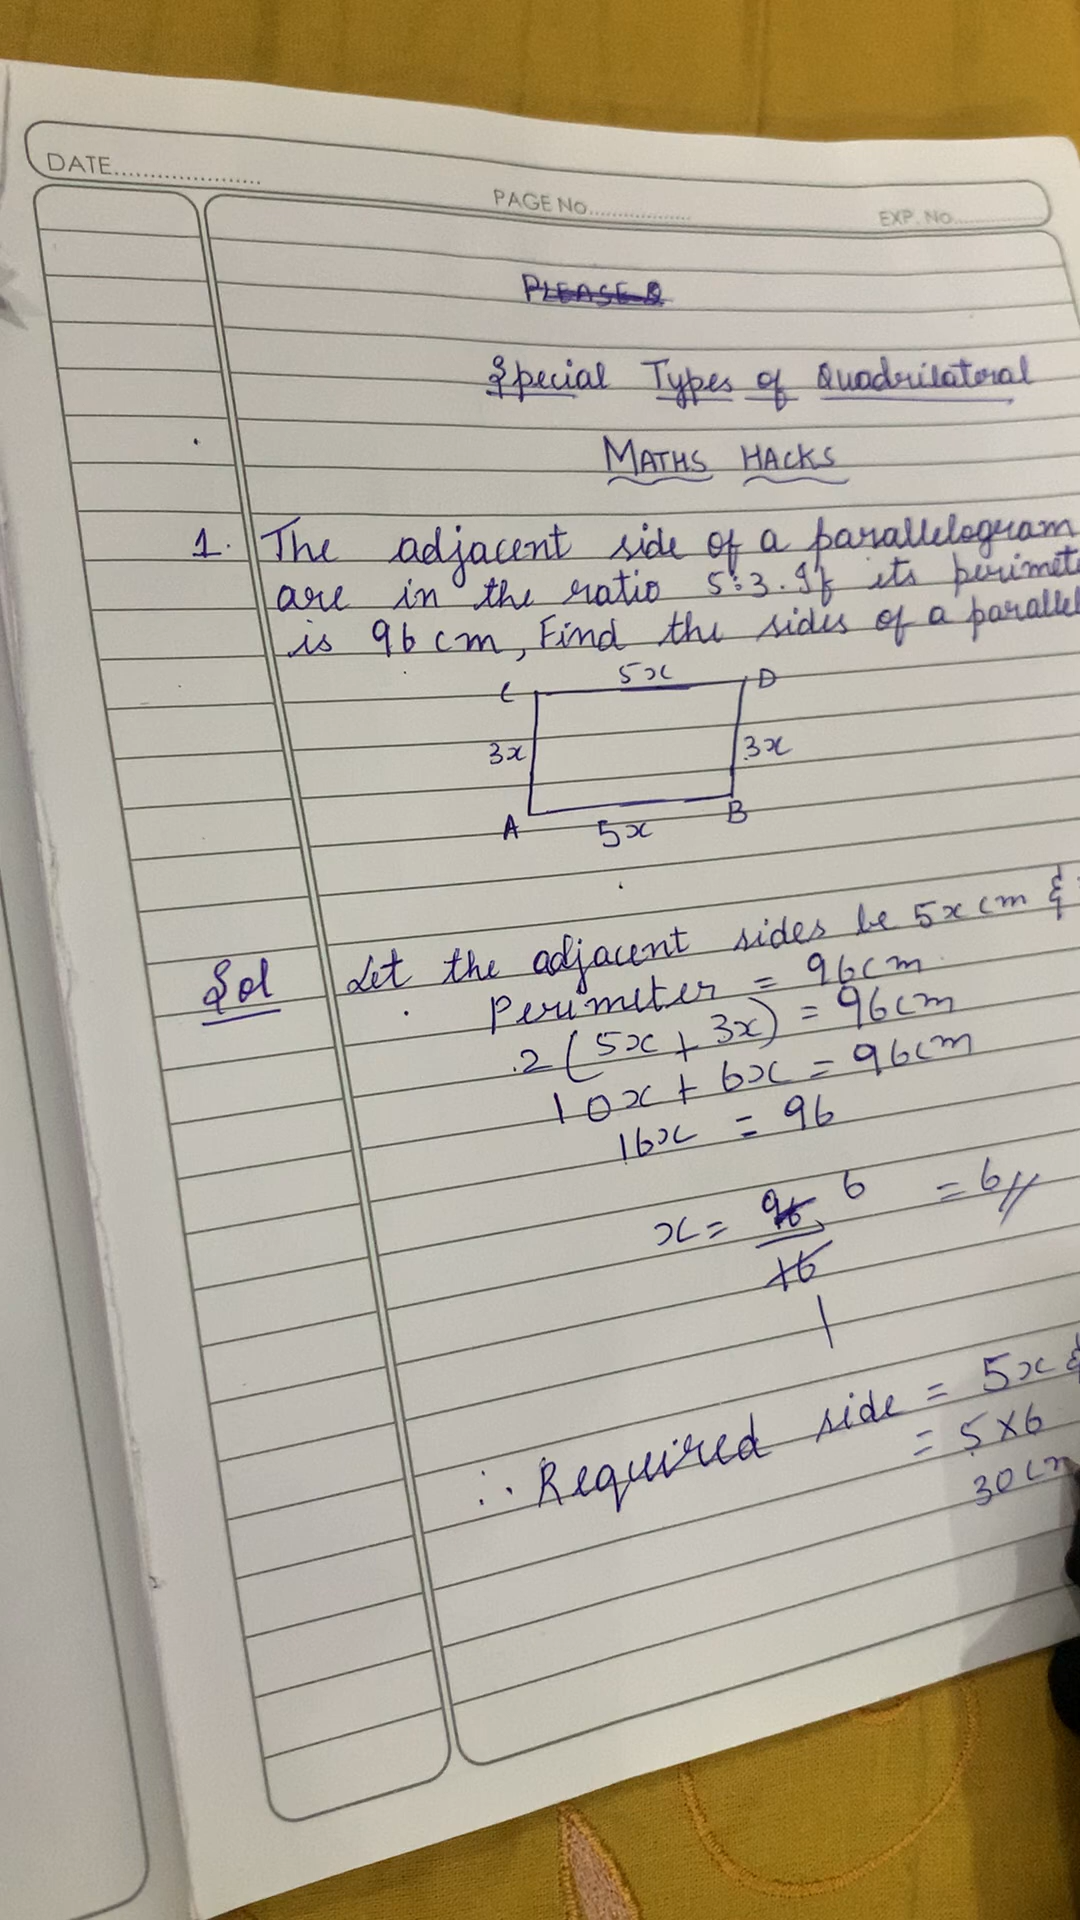 DATE....................
PAGE No..................
EXP. No..................
PLEASE Q
Special Types of Quadrilateral
MATHS HACKS
1. The adjacent side of a parallelogram
are in the ratio 5:3. If its perimet
is 96 cm, Find the sides of a parallel
5x
C D
3x 3x
A B
5x
Sol Let the adjacent sides be 5x cm &
Perimeter = 96cm
2(5x + 3x) = 96cm
10x + 6x = 96cm
16x = 96
x = 96 6 = 6//
16
1
∴ Required side = 5x &
= 5x6
30 cm